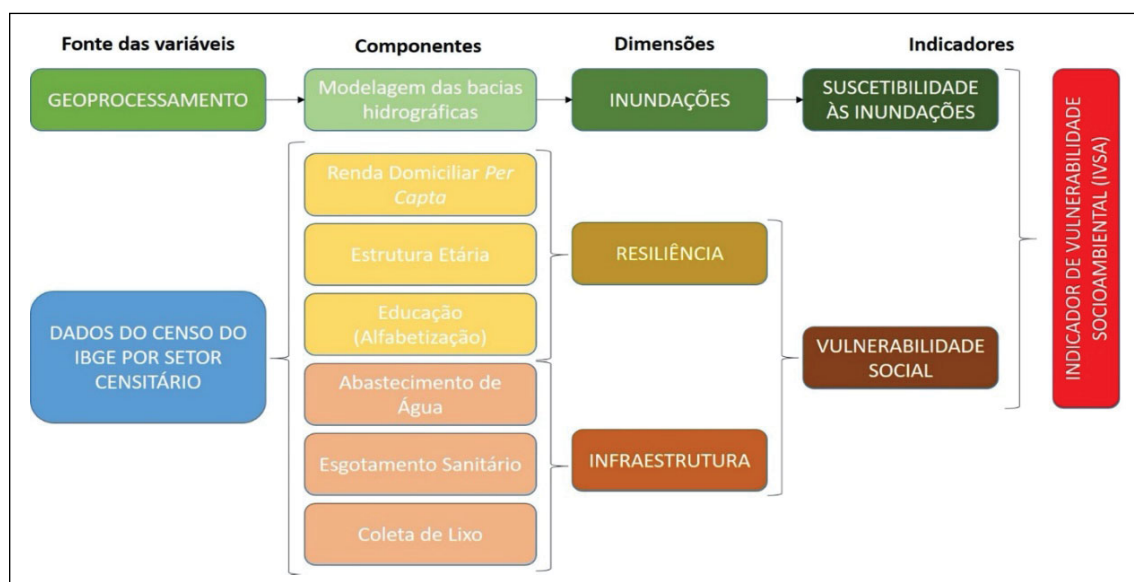 Fonte das variáveis
Componentes
Dimensões
Indicadores
GEOPROCESSAMENTO
Modelagem das bacias
hidrográficas
INUNDAÇÕES
SUSCETIBILIDADE
ÀS INUNDAÇÕES
DADOS DO CENSO DO
IBGE POR SETOR
CENSITÁRIO
Renda Domiciliar Per
Capta
Estrutura Etária
Educação
(Alfabetização)
Abastecimento de
Água
Esgotamento Sanitário
Coleta de Lixo
RESILIÊNCIA
INFRAESTRUTURA
VULNERABILIDADE
SOCIAL
INDICADOR DE VULNERABILIDADE
SOCIOAMBIENTAL (IVSA)